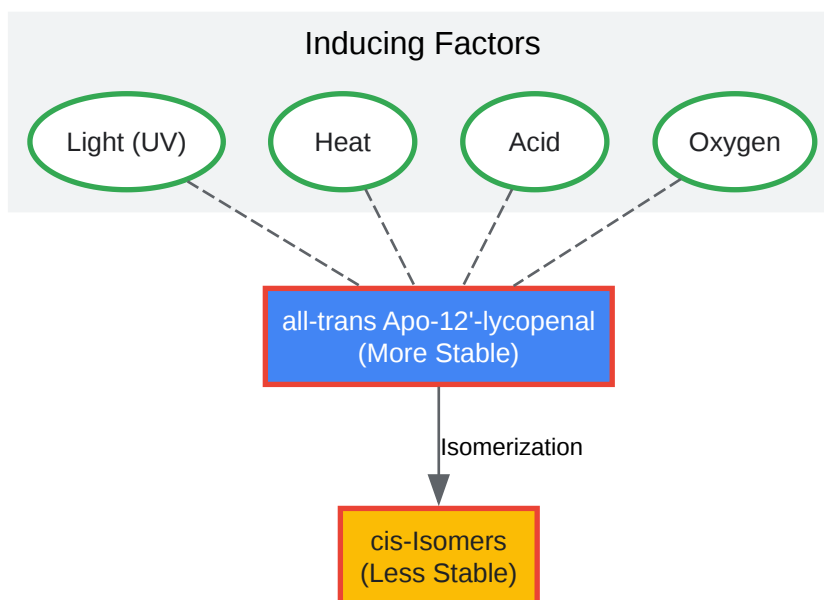 Inducing Factors
Light (UV)
Heat
Acid
Oxygen
all-trans Apo-12'-lycopenal
(More Stable)
Isomerization
cis-Isomers
(Less Stable)